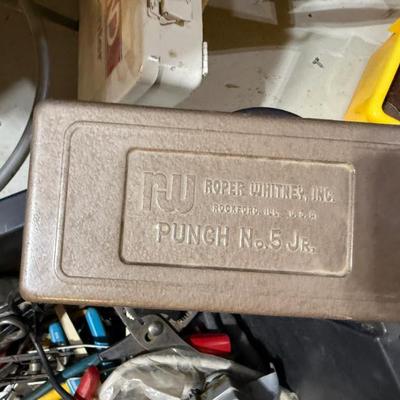 rw
ROPER WHITNEY, INC.
ROCKFORD, ILL. U.S.A
PUNCH No. 5 JR.